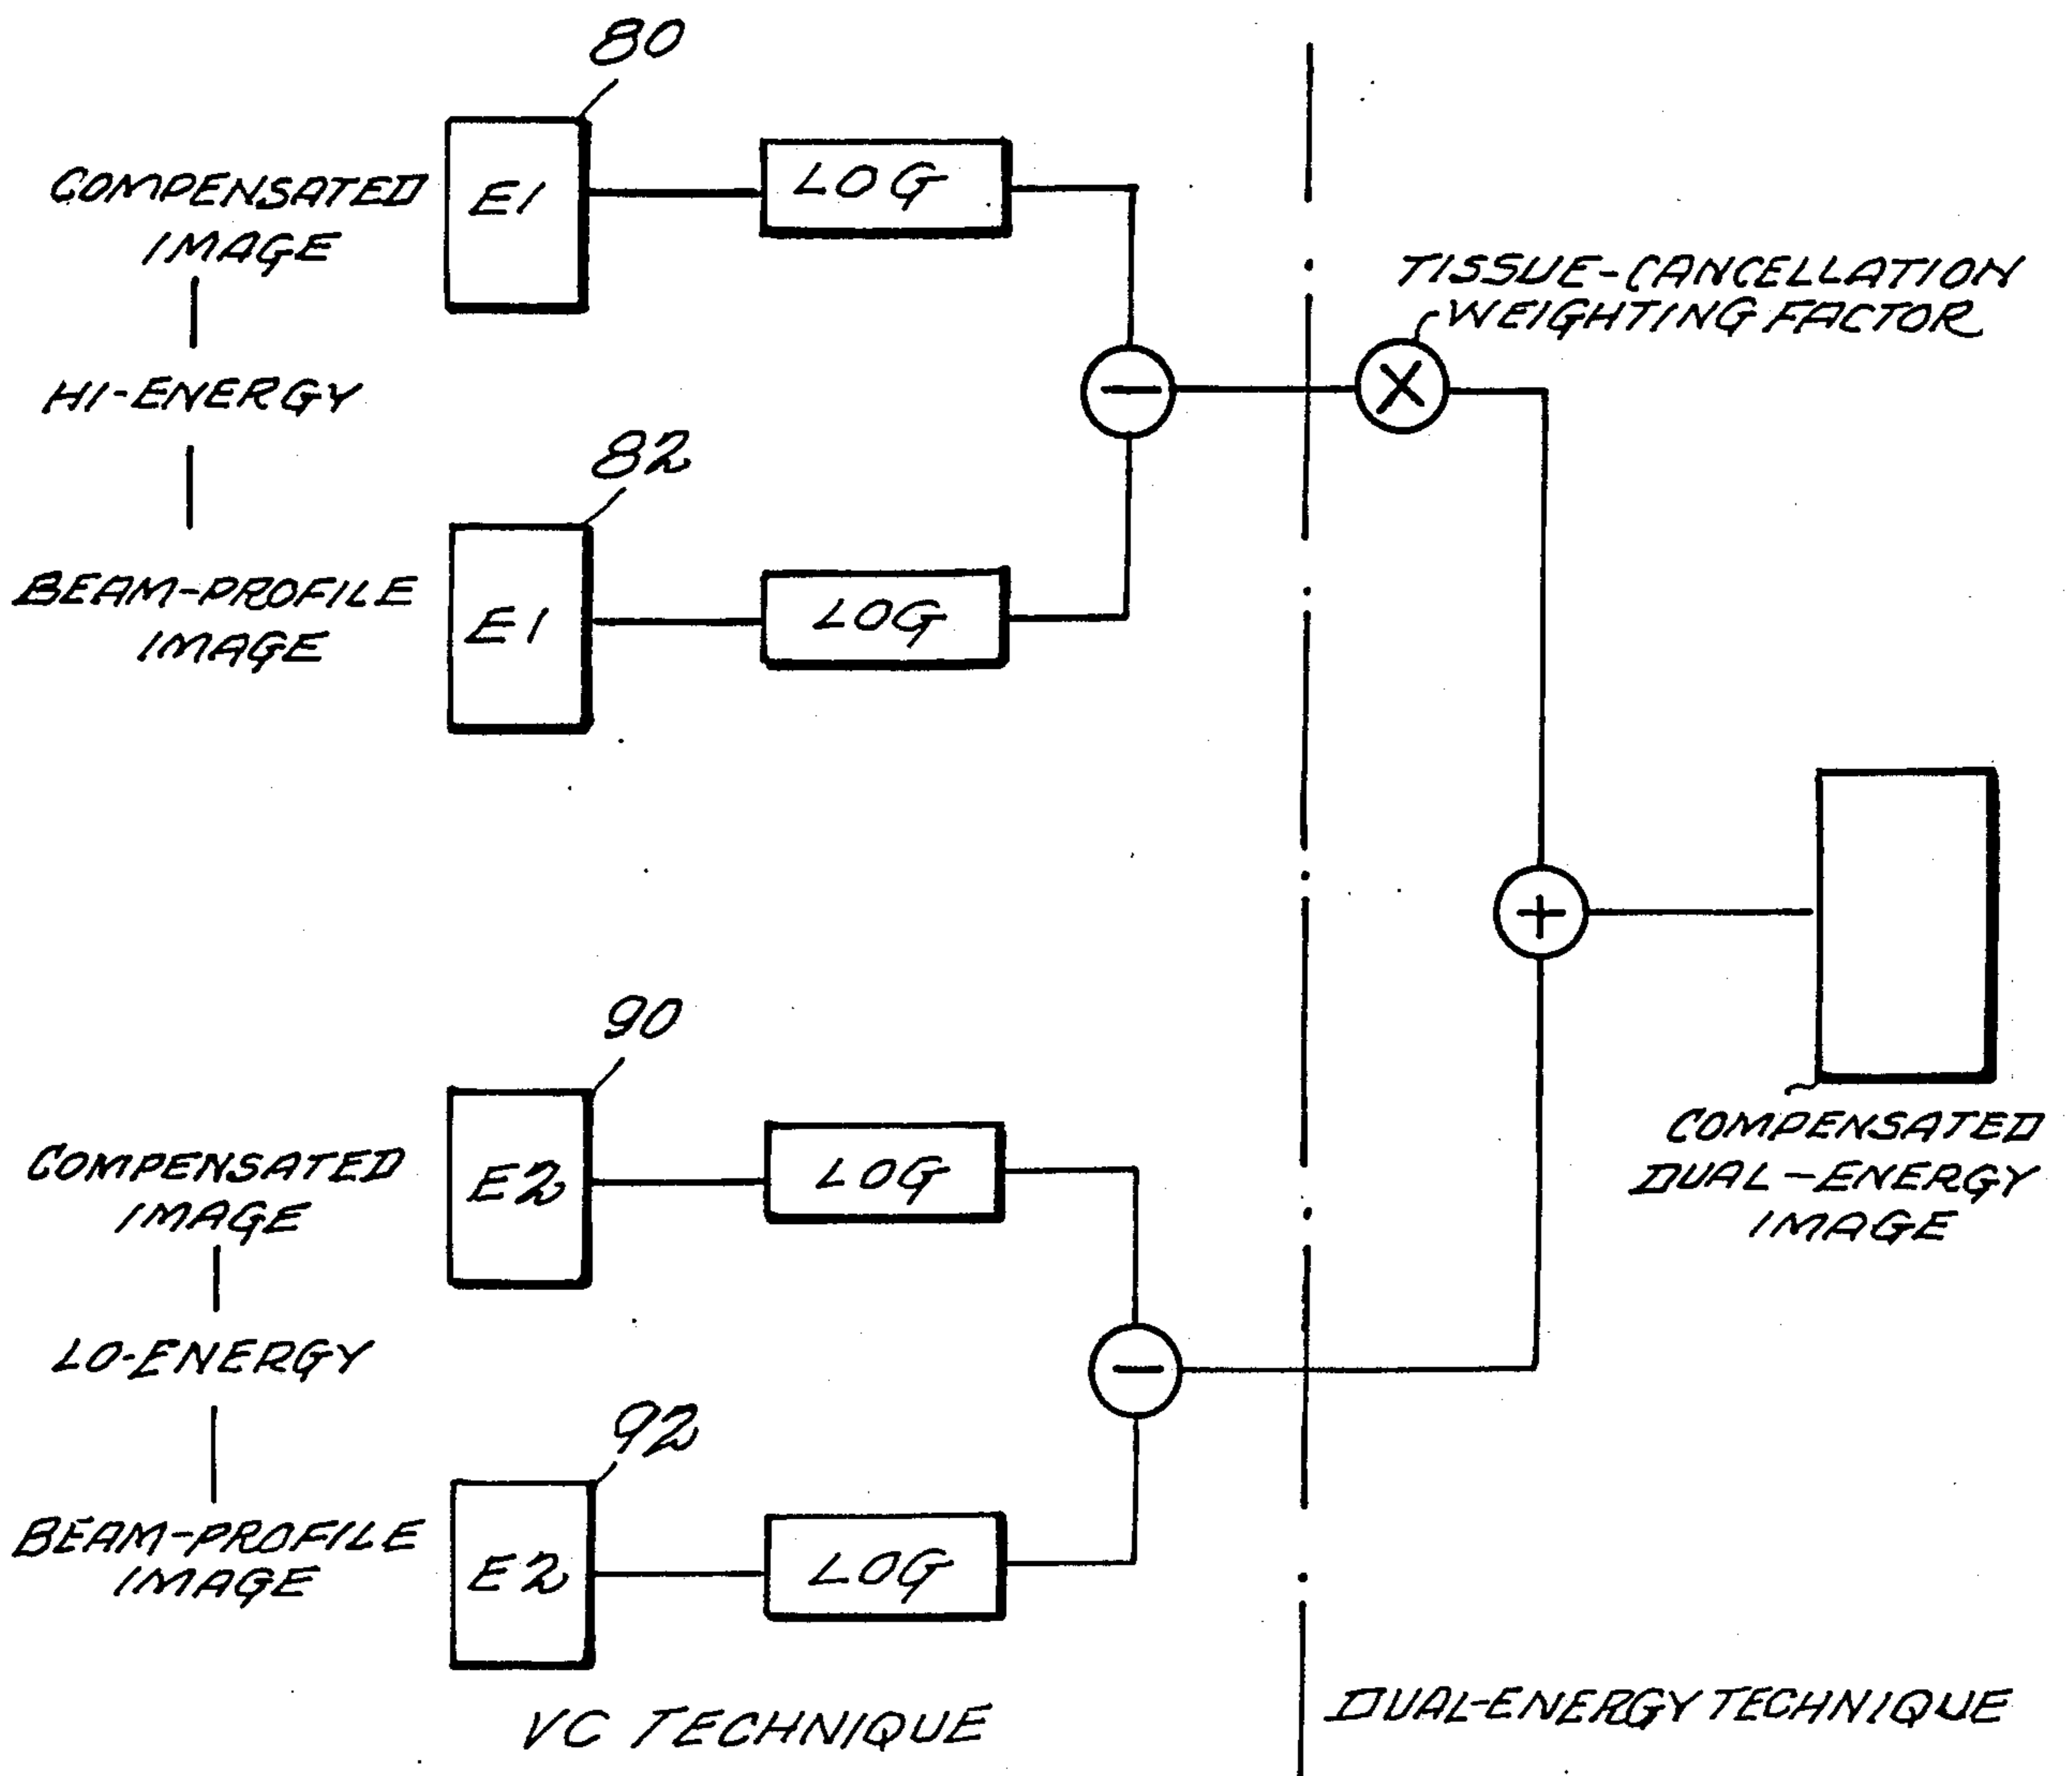 80
COMPENSATED
IMAGE
E1
LOG
TISSUE-CANCELLATION
WEIGHTING FACTOR
HI-ENERGY
82
BEAM-PROFILE
IMAGE
E1
LOG
90
COMPENSATED
IMAGE
E2
LOG
COMPENSATED
DUAL-ENERGY
IMAGE
LO-ENERGY
92
BEAM-PROFILE
IMAGE
E2
LOG
VC TECHNIQUE
DUAL-ENERGY TECHNIQUE